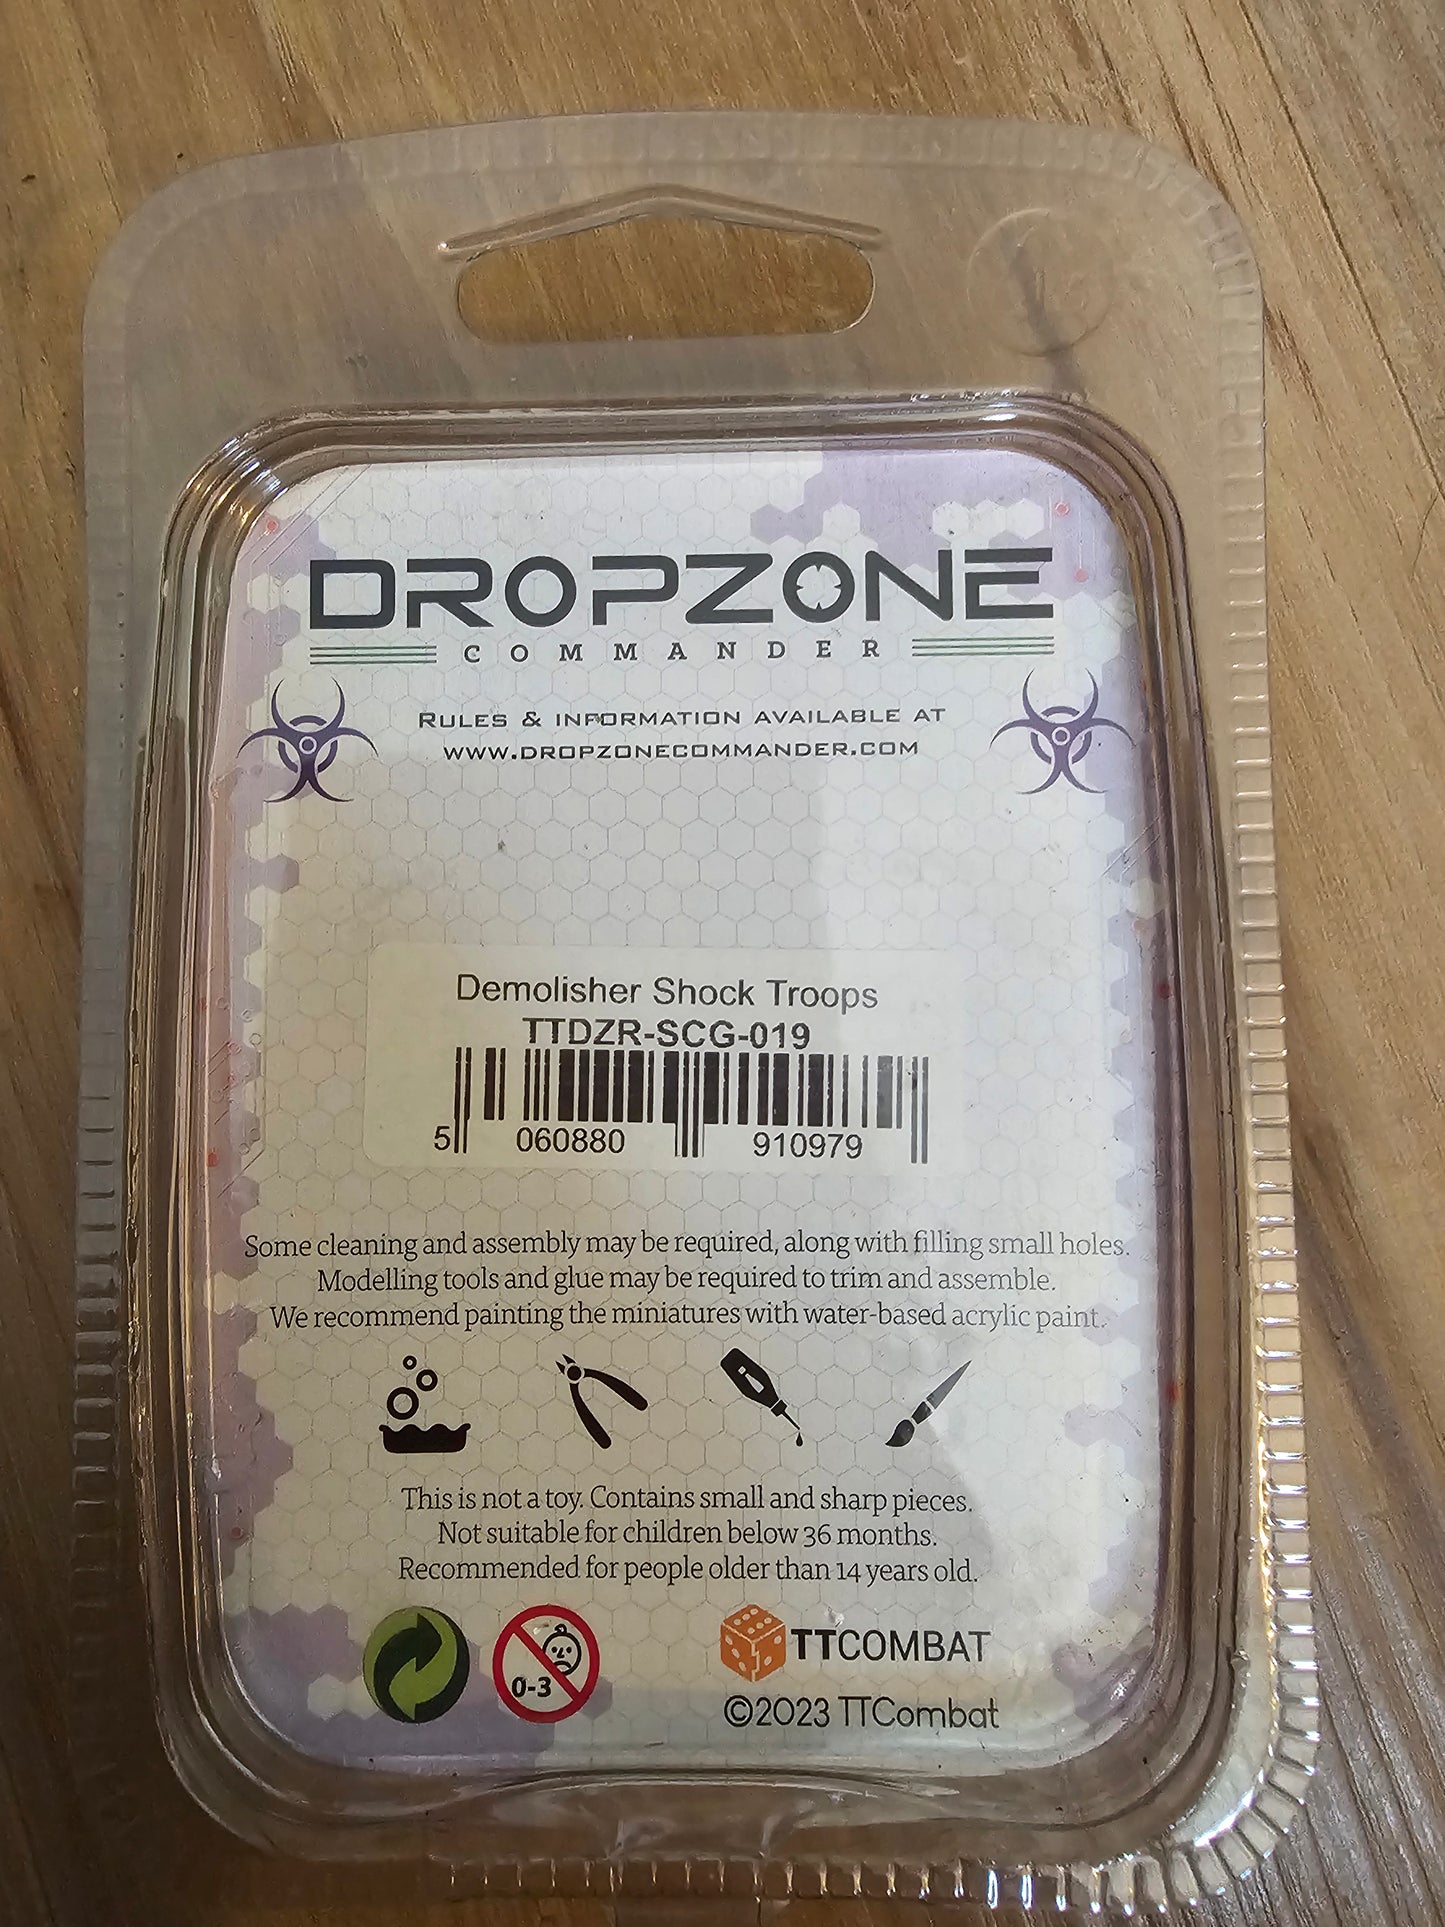 DROPZONE
COMMANDER
RULES & INFORMATION AVAILABLE AT
WWW.DROPZONECOMMANDER.COM
Demolisher Shock Troops
TTDZR-SCG-019
5 060880 910979
Some cleaning and assembly may be required, along with filling small holes.
Modelling tools and glue may be required to trim and assemble.
We recommend painting the miniatures with water-based acrylic paint.
This is not a toy. Contains small and sharp pieces.
Not suitable for children below 36 months.
Recommended for people older than 14 years old.
0-3
TTCOMBAT
©2023 TTCombat